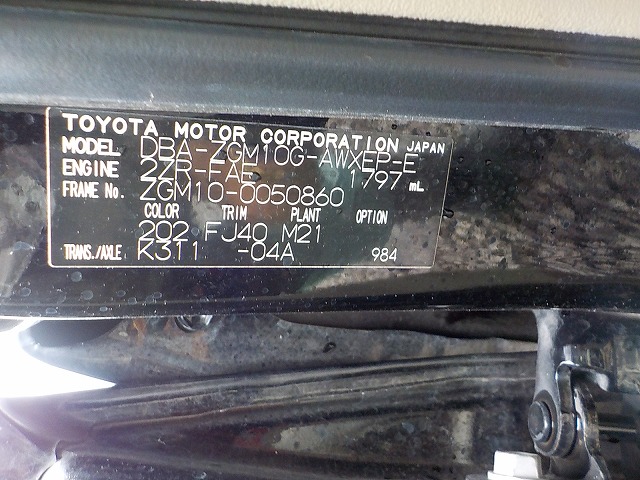 TOYOTA MOTOR CORPORATION JAPAN
MODEL DBA-ZGM10G-AWXEP-E
ENGINE 2ZR-FAE 1797 mL
FRAME No. ZGM10-0050860
COLOR TRIM PLANT OPTION
202 FJ40 M21
TRANS./AXLE K311 -04A 984